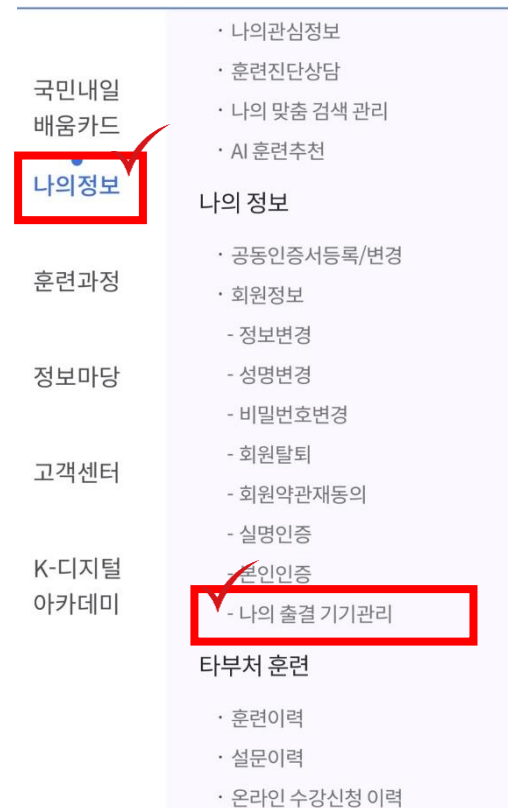 국민내일
배움카드
나의정보
훈련과정
정보마당
고객센터
K-디지털
아카데미
· 나의관심정보
· 훈련진단상담
· 나의 맞춤 검색 관리
· AI 훈련추천
나의 정보
· 공동인증서등록/변경
· 회원정보
- 정보변경
- 성명변경
- 비밀번호변경
- 회원탈퇴
- 회원약관재동의
- 실명인증
- 본인인증
- 나의 출결 기기관리
타부처 훈련
· 훈련이력
· 설문이력
· 온라인 수강신청 이력